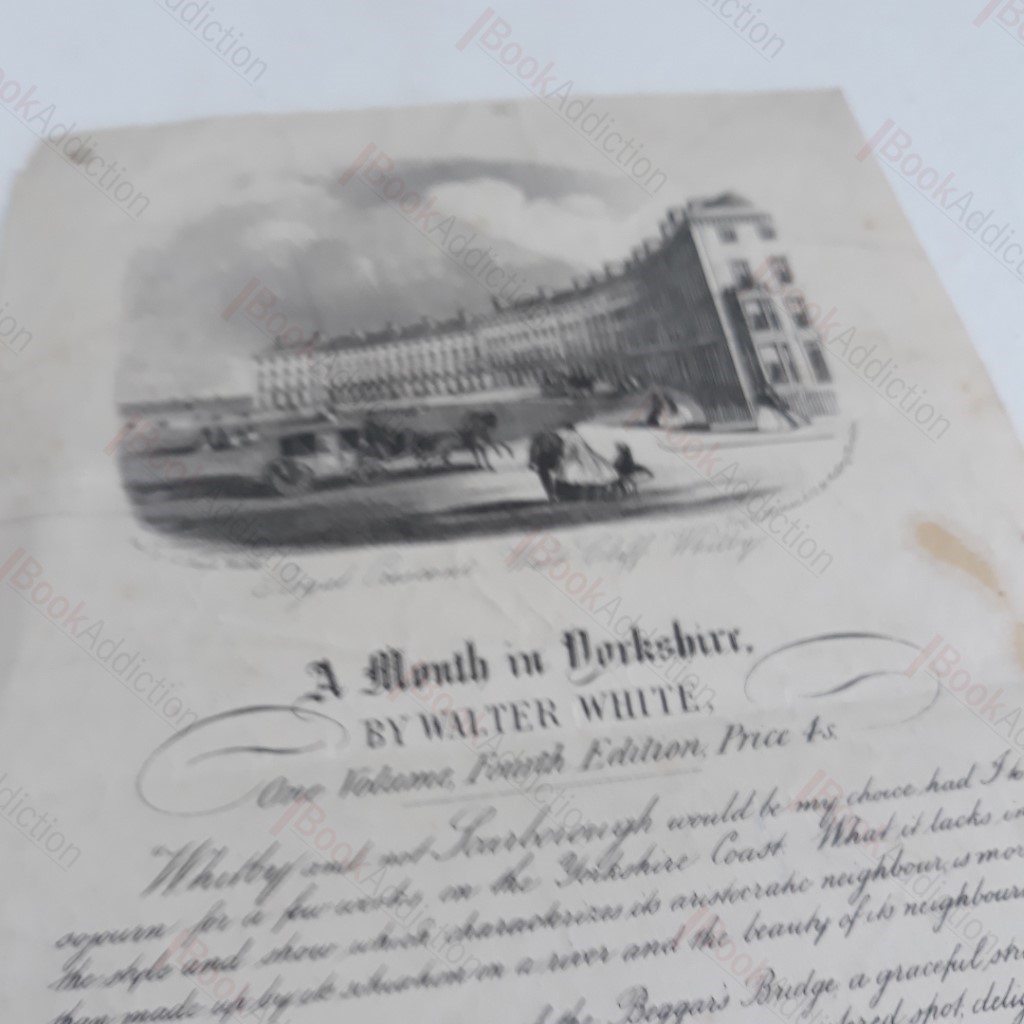 Royal Crescent West Cliff Whitby
A Month in Yorkshire,
BY WALTER WHITE,
One Volume, Fourth Edition, Price 4s.
"Whitby and not Scarborough would be my choice had I to
sojourn for a few weeks on the Yorkshire Coast. What it lacks in
the style and show which characterizes its aristocratic neighbour, is more
than made up by its situation on a river and the beauty of its neighbourh
the Beggar's Bridge, a graceful
spot,
BookAddiction